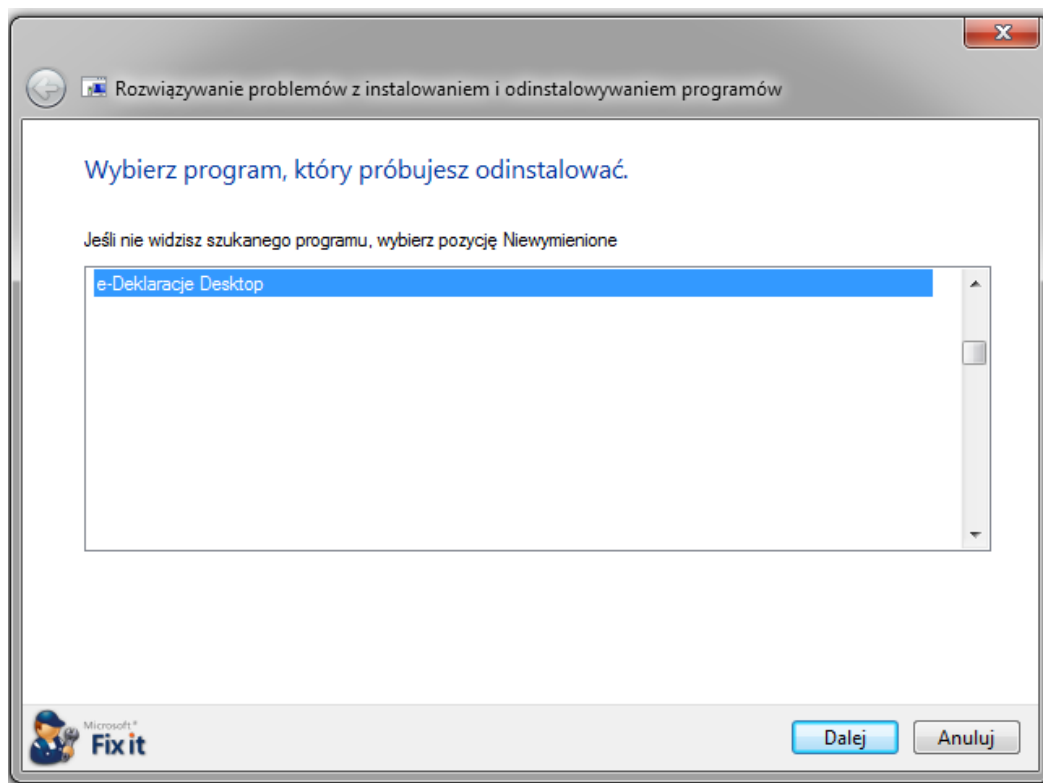 Rozwiązywanie problemów z instalowaniem i odinstalowywaniem programów
Wybierz program, który próbujesz odinstalować.
Jeśli nie widzisz szukanego programu, wybierz pozycję Niewymienione
e-Deklaracje Desktop
Microsoft®
Fix it
Dalej
Anuluj